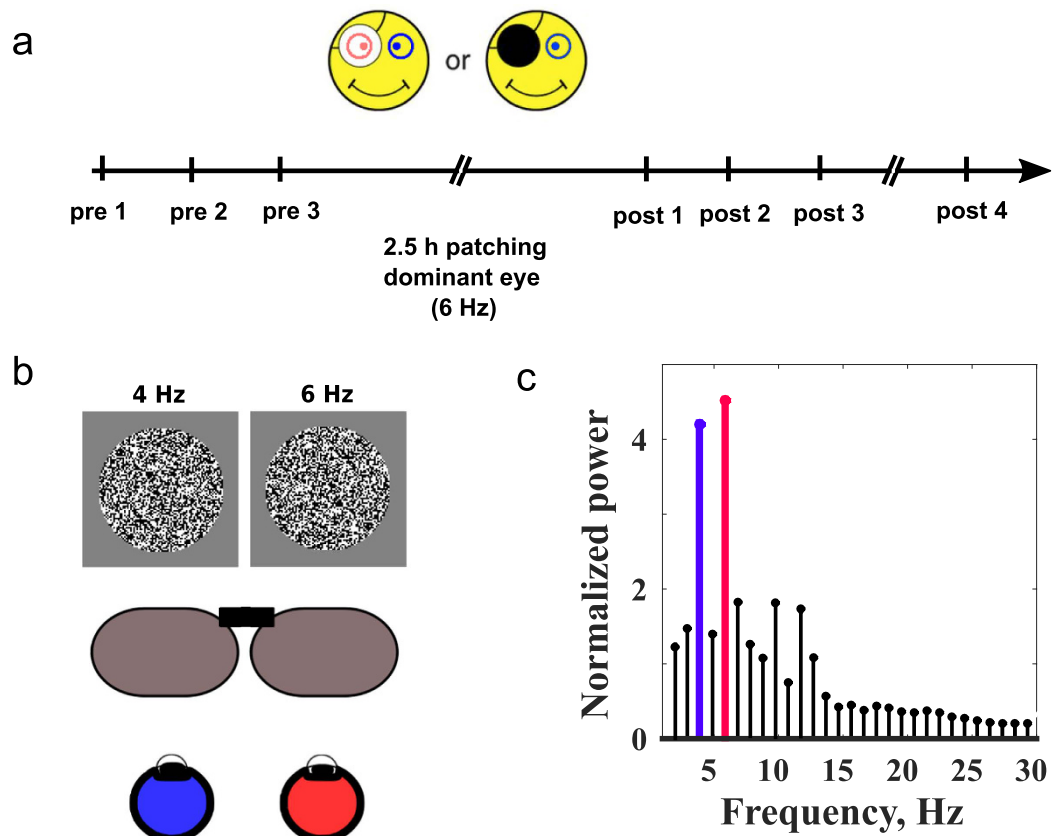 a
or
pre 1
pre 2
pre 3
post 1
post 2
post 3
post 4
2.5 h patching
dominant eye
(6 Hz)
b
4 Hz
6 Hz
c
Normalized power
4
2
0
5
10
15
20
25
30
Frequency, Hz